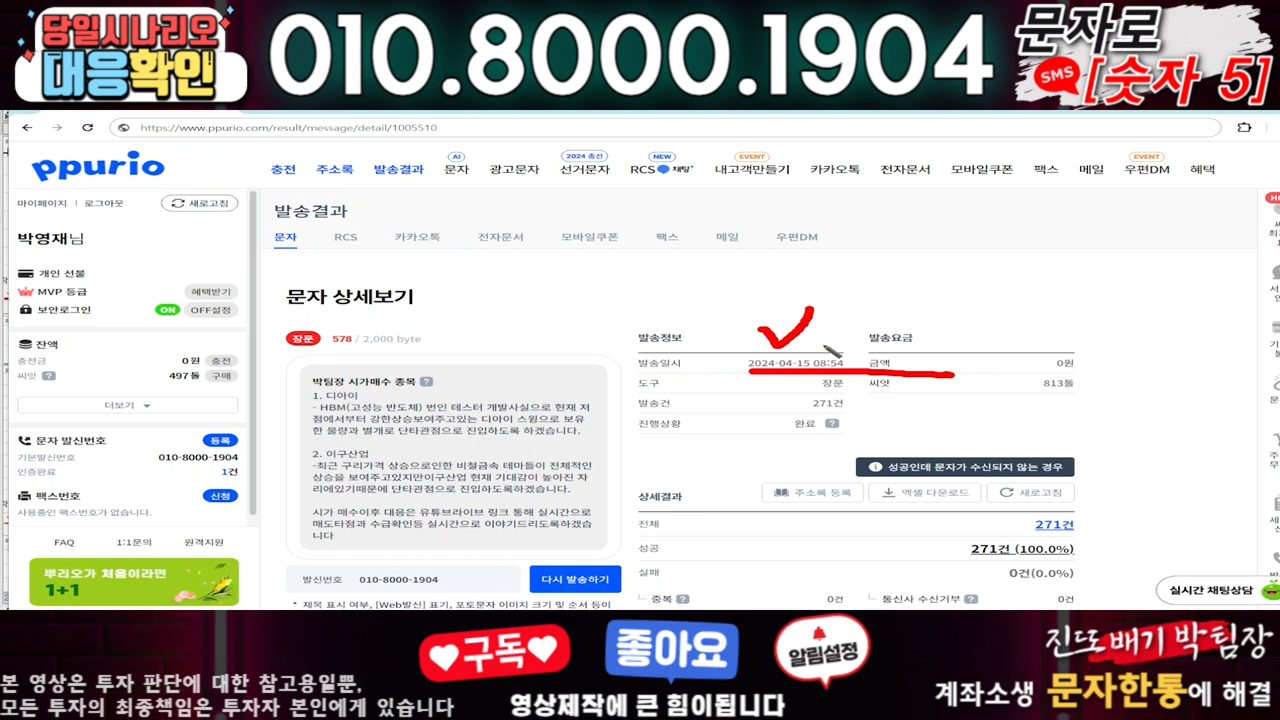 당일시나리오
대응확인
010.8000.1904
문자로
SMS
[숫자 5]
https://www.ppurio.com/result/message/detail/1005510
ppurio
충전
주소록
발송결과
AI
문자
광고문자
2024 총선
선거문자
NEW
RCS 채팅+
EVENT
내고객만들기
카카오톡
전자문서
모바일쿠폰
팩스
메일
EVENT
우편DM
혜택
마이페이지 | 로그아웃
새로고침
박영재님
개인 선불
MVP 등급
혜택받기
보안로그인
ON
OFF설정
잔액
충전금
0원
충전
씨앗 ?
497톨
구매
더보기
문자 발신번호
등록
기본발신번호
010-8000-1904
인증완료
1건
팩스번호
신청
사용중인 팩스번호가 없습니다.
FAQ
1:1문의
원격지원
뿌리오가 처음이라면
1+1
발송결과
문자
RCS
카카오톡
전자문서
모바일쿠폰
팩스
메일
우편DM
문자 상세보기
장문
578 / 2,000 byte
박팀장 시가매수 종목 ?
1. 디아이
- HBM(고성능 반도체) 번인 테스터 개발사실으로 현재 저
점에서부터 강한상승보여주고있는 디아이 스윙으로 보유
한 물량과 별개로 단타관점으로 진입하도록 하겠습니다.
2. 이구산업
-최근 구리가격 상승으로인한 비철금속 테마들이 전체적인
상승을 보여주고있지만이구산업 현재 기대감이 높아진 자
리에있기때문에 단타관점으로 진입하도록하겠습니다.
시가 매수이후 대응은 유튜브라이브 링크 통해 실시간으로
매도타점과 수급확인등 실시간으로 이야기드리도록하겠습
니다
발신번호
010-8000-1904
다시 발송하기
* 제목 표시 여부, [Web발신] 표기, 포토문자 이미지 크기 및 순서 등이
발송정보
발송일시
2024-04-15 08:54
도구
장문
발송건
271건
진행상황
완료 ?
발송요금
금액
0원
씨앗
813톨
성공인데 문자가 수신되지 않는 경우
상세결과
주소록 등록
엑셀 다운로드
새로고침
전체
271건
성공
271건 (100.0%)
실패
0건(0.0%)
중복 ?
0건
통신사 수신거부 ?
0건
실시간 채팅상담
본 영상은 투자 판단에 대한 참고용일뿐,
모든 투자의 최종책임은 투자자 본인에게 있습니다
구독
좋아요
알림설정
영상제작에 큰 힘이됩니다
진또배기 박팀장
계좌소생 문자한통에 해결